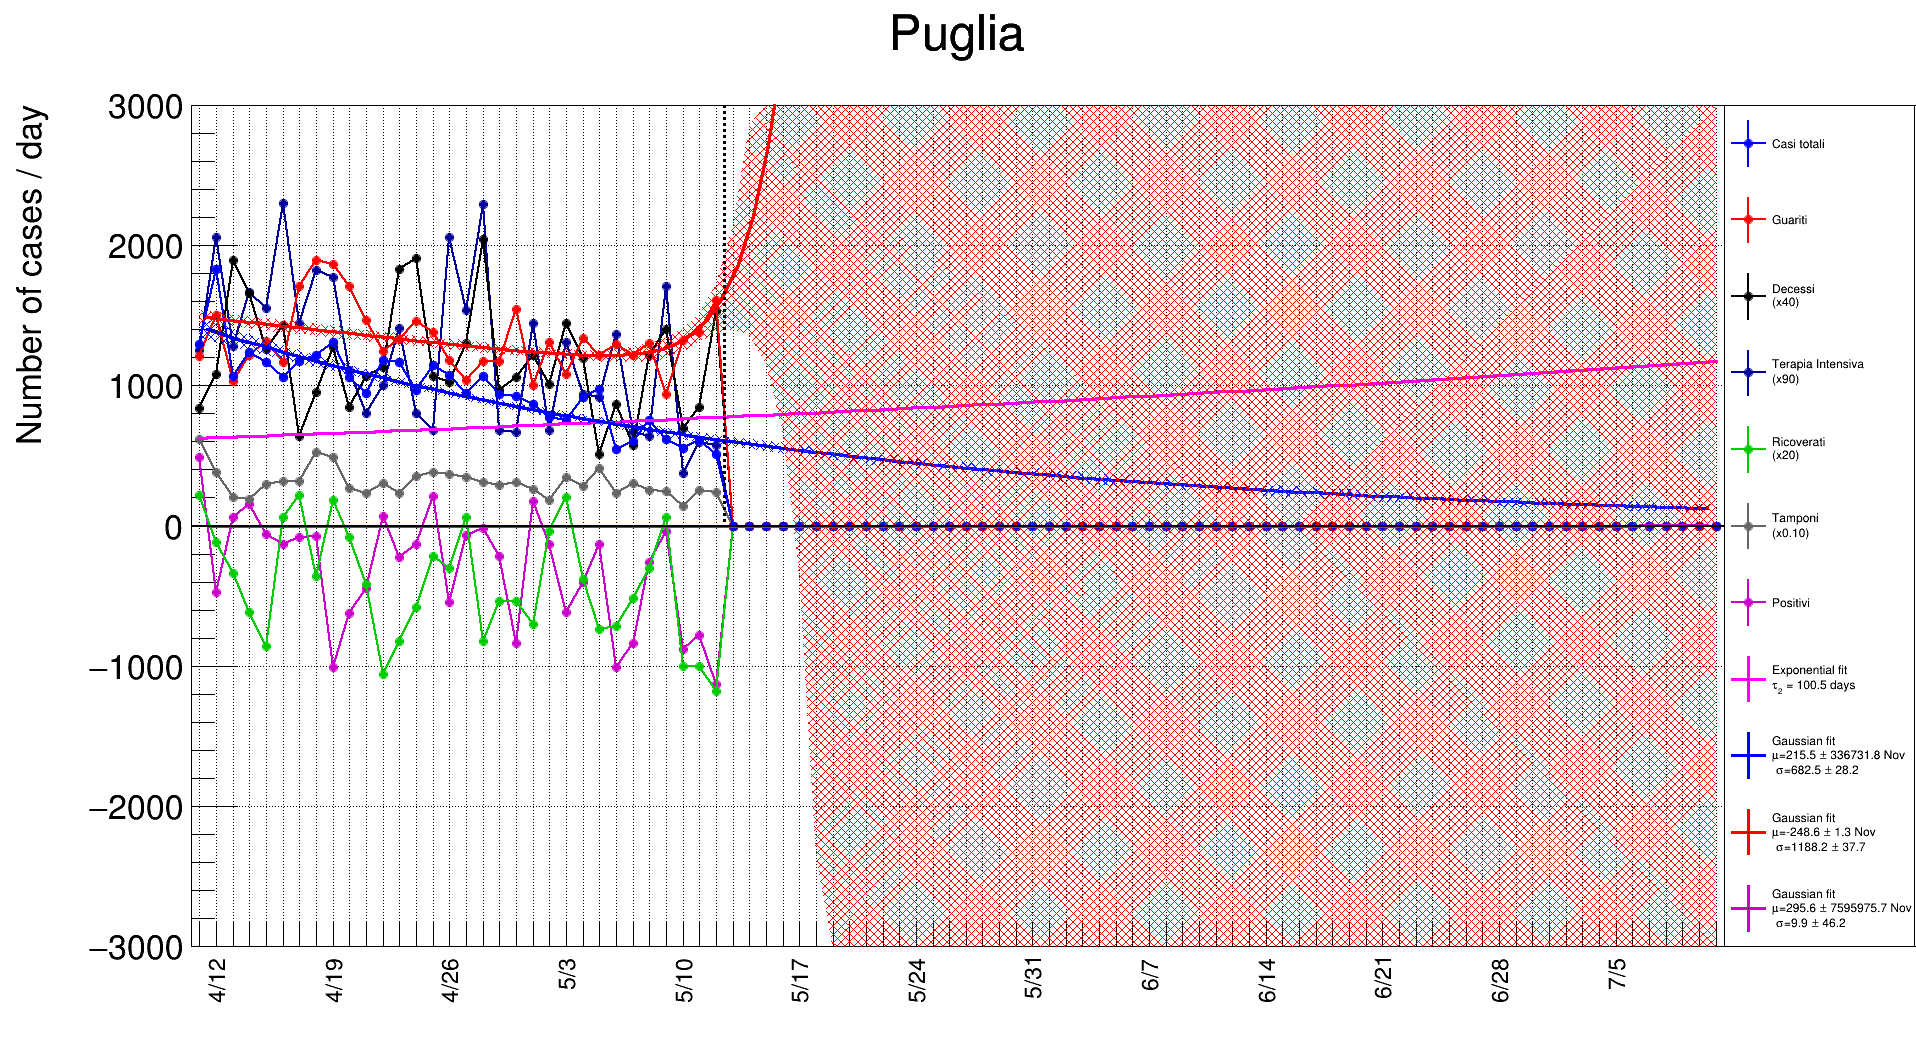 Puglia
Number of cases / day
3000
2000
1000
0
−1000
−2000
−3000
4/12
4/19
4/26
5/3
5/10
5/17
5/24
5/31
6/7
6/14
6/21
6/28
7/5
Casi totali
Guariti
Decessi
(x40)
Terapia Intensiva
(x90)
Ricoverati
(x20)
Tamponi
(x0.10)
Positivi
Exponential fit
τ2 = 100.5 days
Gaussian fit
μ=215.5 ± 336731.8 Nov
σ=682.5 ± 28.2
Gaussian fit
μ=-248.6 ± 1.3 Nov
σ=1188.2 ± 37.7
Gaussian fit
μ=295.6 ± 7595975.7 Nov
σ=9.9 ± 46.2